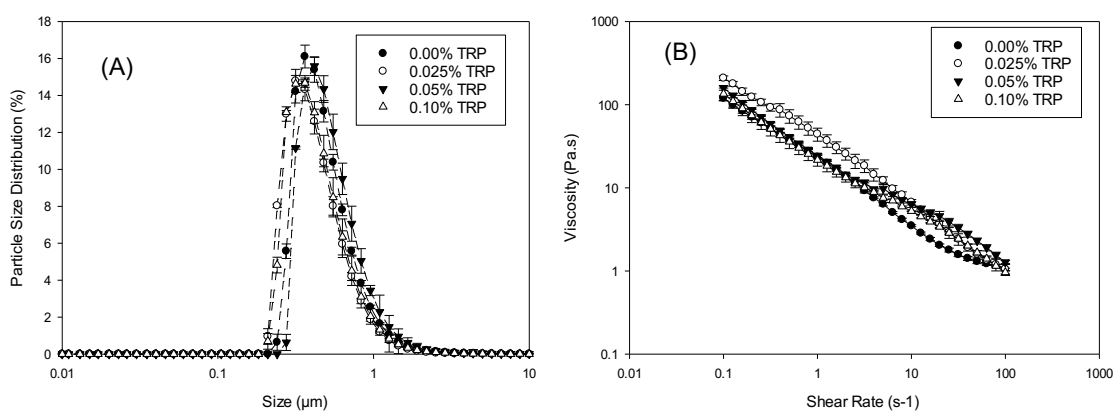 (A)
Particle Size Distribution (%)
18
16
14
12
10
8
6
4
2
0
0.01
0.1
1
10
Size (µm)
0.00% TRP
0.025% TRP
0.05% TRP
0.10% TRP
(B)
Viscosity (Pa.s)
1000
100
10
1
0.1
0.01
0.1
1
10
100
1000
Shear Rate (s-1)
0.00% TRP
0.025% TRP
0.05% TRP
0.10% TRP